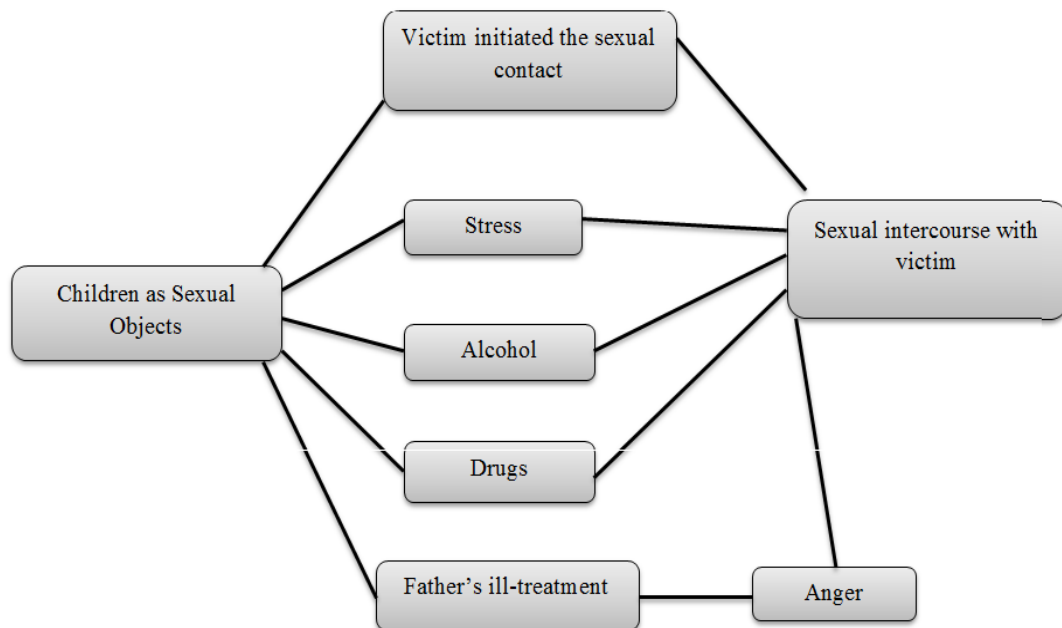 Victim initiated the sexual
contact
Stress
Sexual intercourse with
victim
Children as Sexual
Objects
Alcohol
Drugs
Father’s ill-treatment
Anger